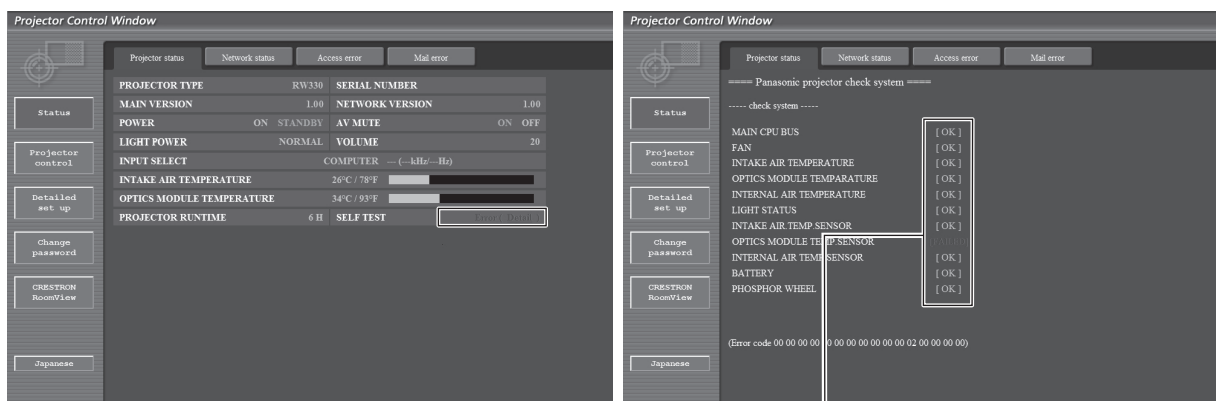 Projector Control Window
Projector status Network status Access error Mail error
Status
Projector control
Detailed set up
Change password
CRESTRON RoomView
Japanese
PROJECTOR TYPE RW330 SERIAL NUMBER
MAIN VERSION 1.00 NETWORK VERSION 1.00
POWER ON STANDBY AV MUTE ON OFF
LIGHT POWER NORMAL VOLUME 20
INPUT SELECT COMPUTER --- (---kHz/---Hz)
INTAKE AIR TEMPERATURE 26°C / 78°F
OPTICS MODULE TEMPERATURE 34°C / 93°F
PROJECTOR RUNTIME 6 H SELF TEST Error [ Detail ]
Projector Control Window
Projector status Network status Access error Mail error
Status
Projector control
Detailed set up
Change password
CRESTRON RoomView
Japanese
==== Panasonic projector check system ====
----- check system -----
MAIN CPU BUS [ OK ]
FAN [ OK ]
INTAKE AIR TEMPERATURE [ OK ]
OPTICS MODULE TEMPARATURE [ OK ]
INTERNAL AIR TEMPERATURE [ OK ]
LIGHT STATUS [ OK ]
INTAKE AIR.TEMP.SENSOR [ OK ]
OPTICS MODULE TEMP.SENSOR
INTERNAL AIR TEMP.SENSOR [ OK ]
BATTERY [ OK ]
PHOSPHOR WHEEL [ OK ]
(Error code 00 00 00 00 00 00 00 00 00 00 00 02 00 00 00 00)